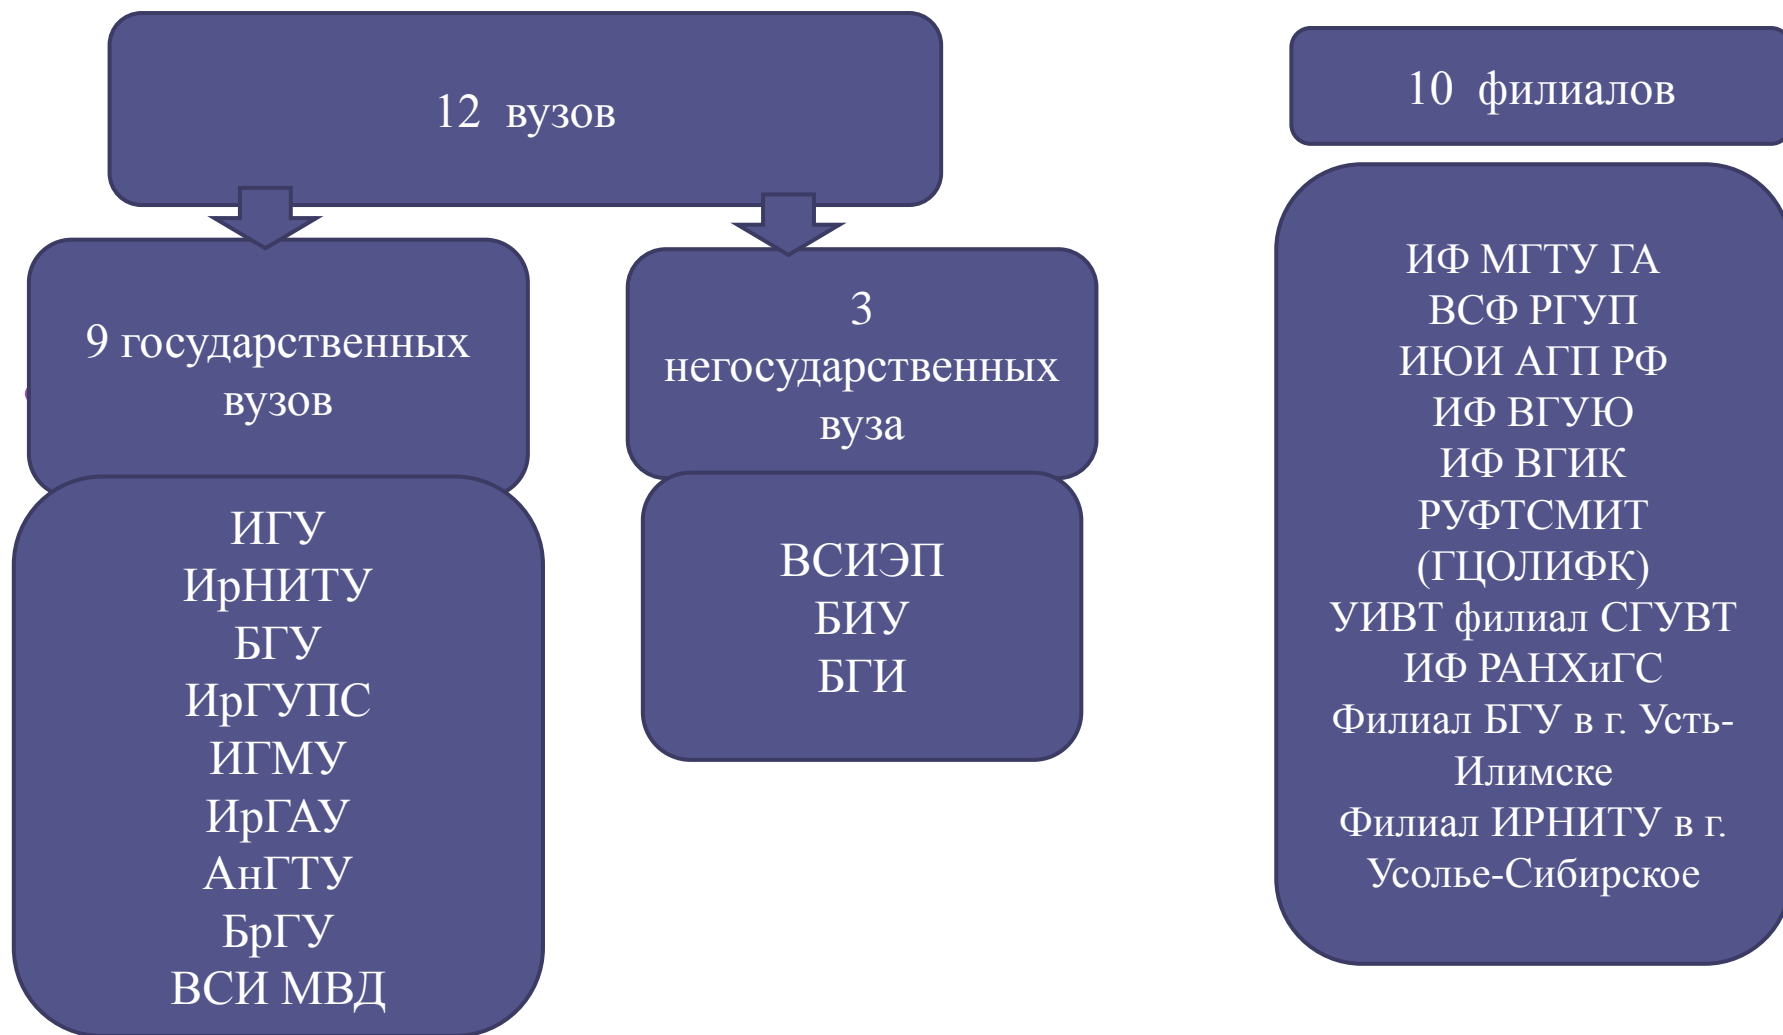 12 вузов
9 государственных
вузов
ИГУ
ИрНИТУ
БГУ
ИрГУПС
ИГМУ
ИрГАУ
АнГТУ
БрГУ
ВСИ МВД
3
негосударственных
вуза
ВСИЭП
БИУ
БГИ
10 филиалов
ИФ МГТУ ГА
ВСФ РГУП
ИЮИ АГП РФ
ИФ ВГУЮ
ИФ ВГИК
РУФТСМИТ
(ГЦОЛИФК)
УИВТ филиал СГУВТ
ИФ РАНХиГС
Филиал БГУ в г. Усть-
Илимске
Филиал ИРНИТУ в г.
Усолье-Сибирское